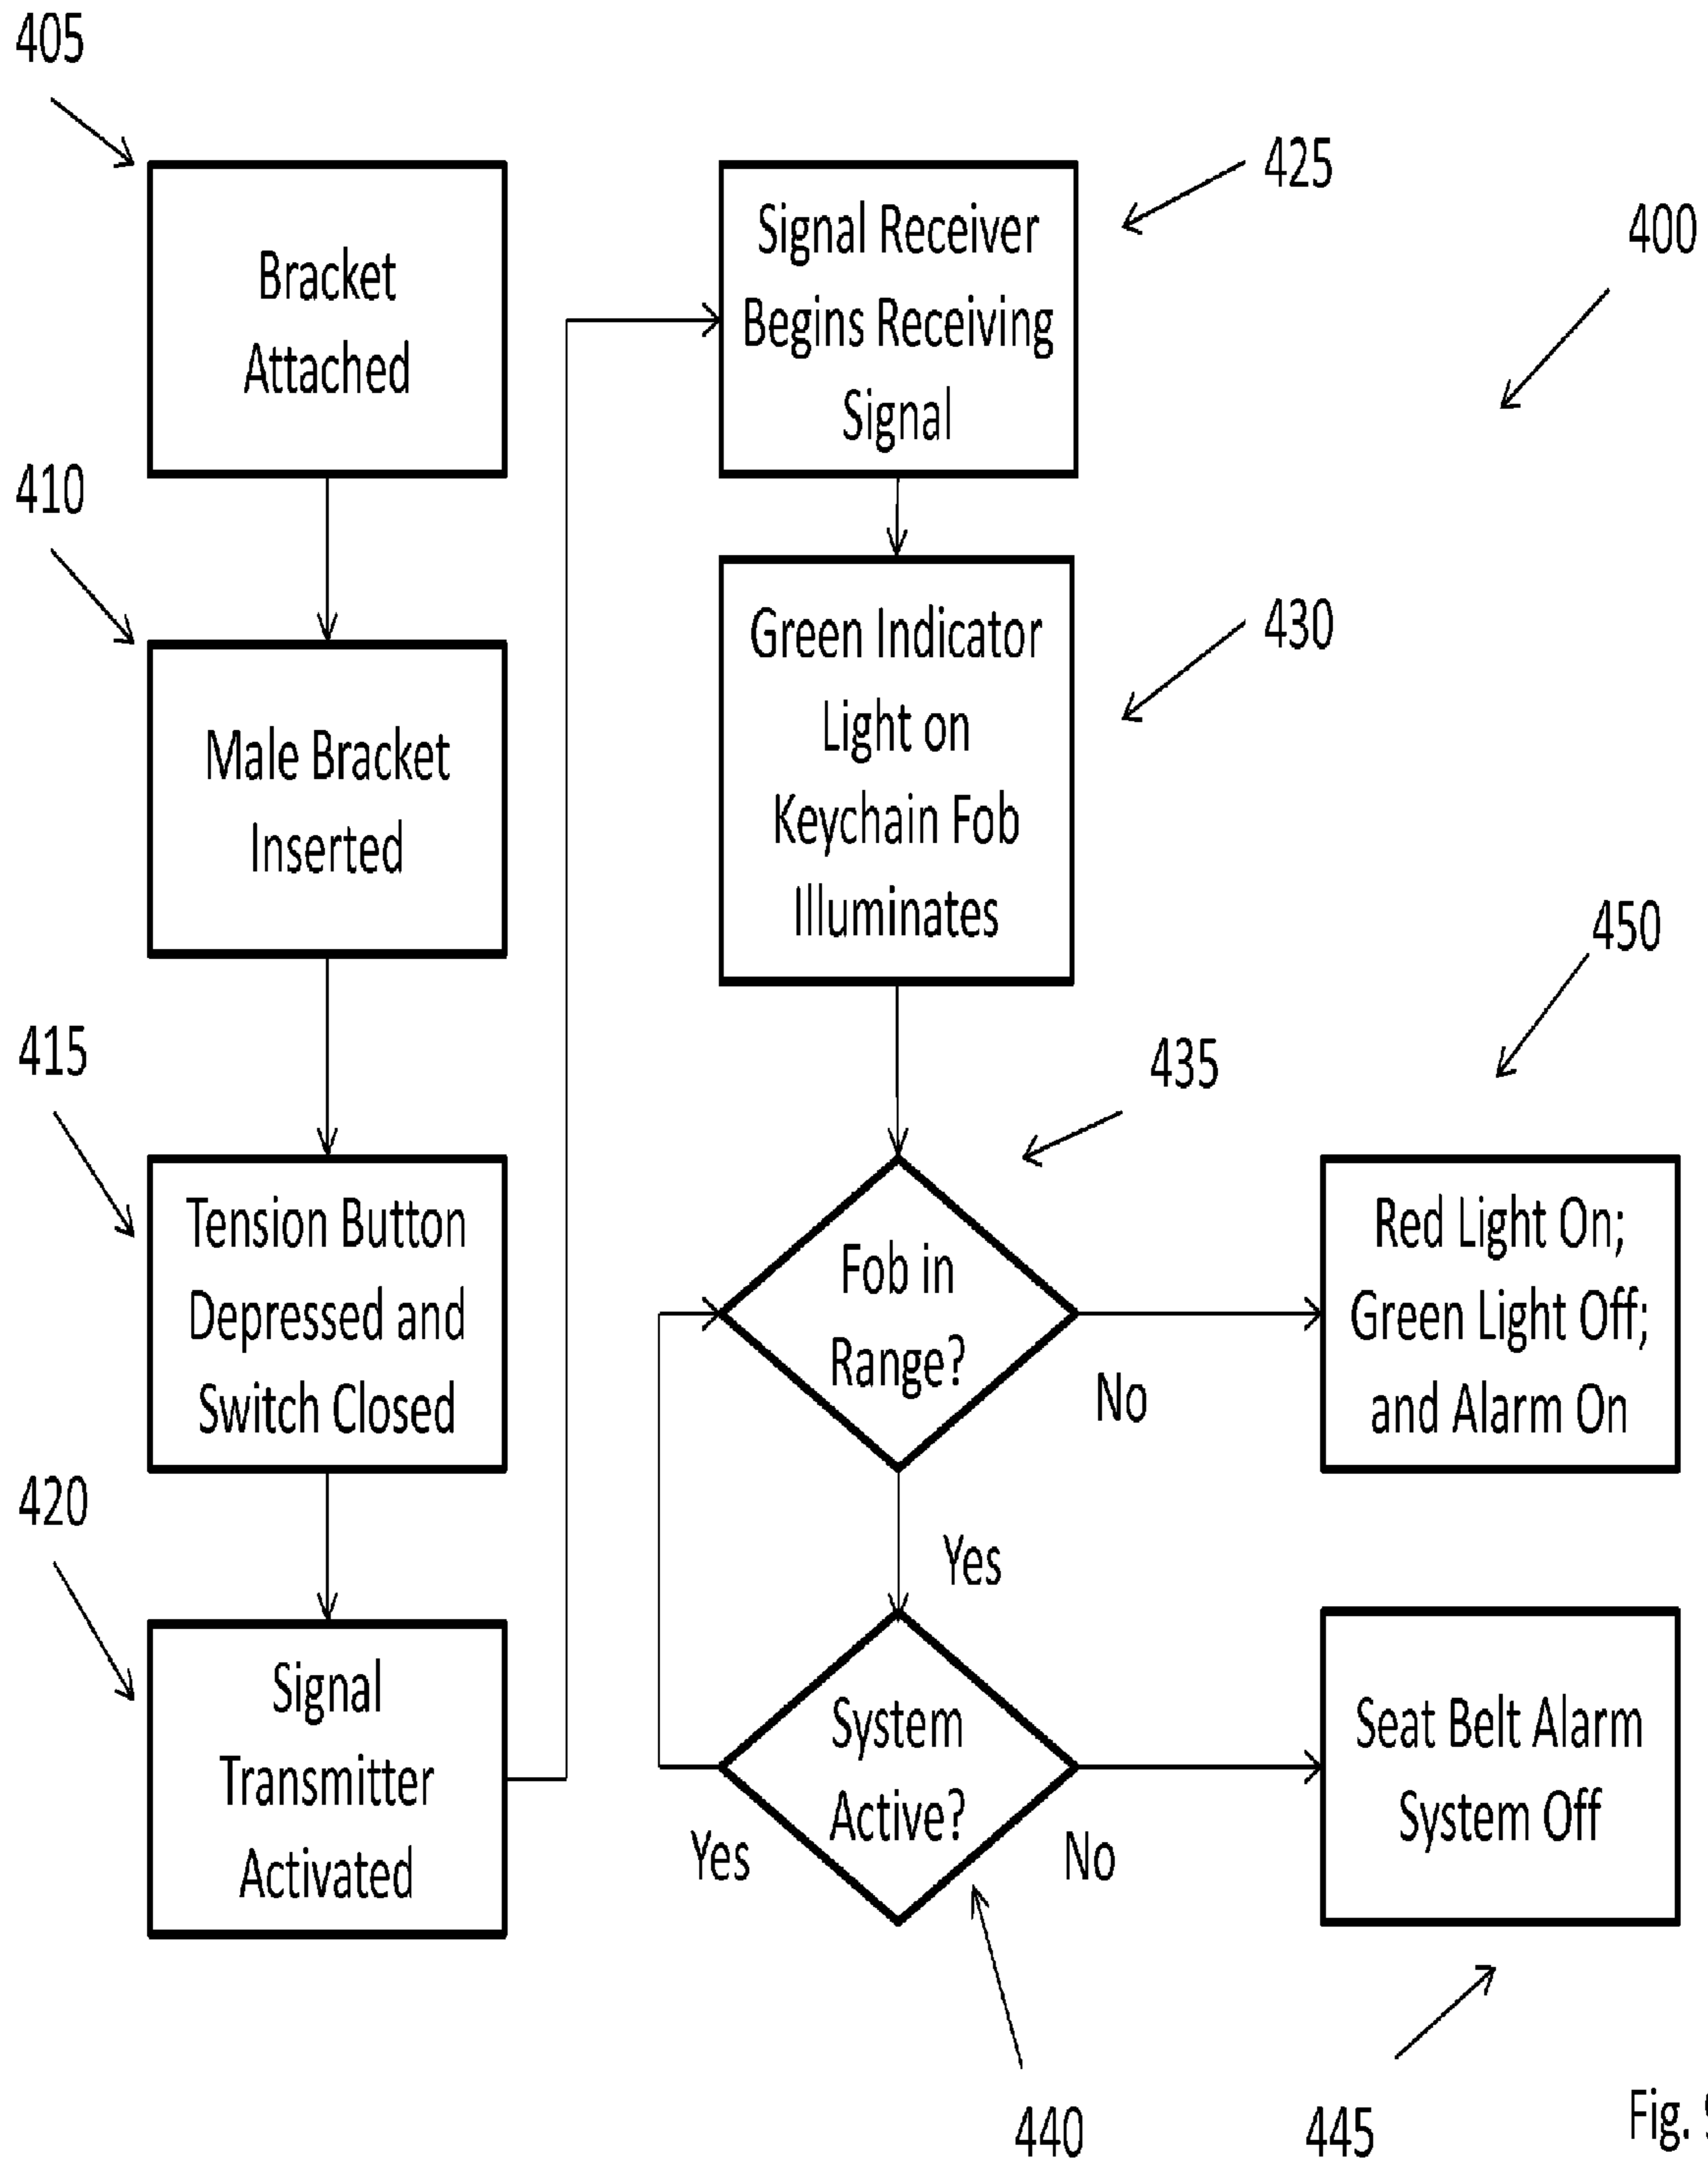 405
Bracket
Attached
410
Male Bracket
Inserted
415
Tension Button
Depressed and
Switch Closed
420
Signal
Transmitter
Activated
425
Signal Receiver
Begins Receiving
Signal
400
430
Green Indicator
Light on
Keychain Fob
Illuminates
435
Fob in
Range?
No
Yes
450
Red Light On;
Green Light Off;
and Alarm On
System
Active?
Yes
No
440
Seat Belt Alarm
System Off
445
Fig.